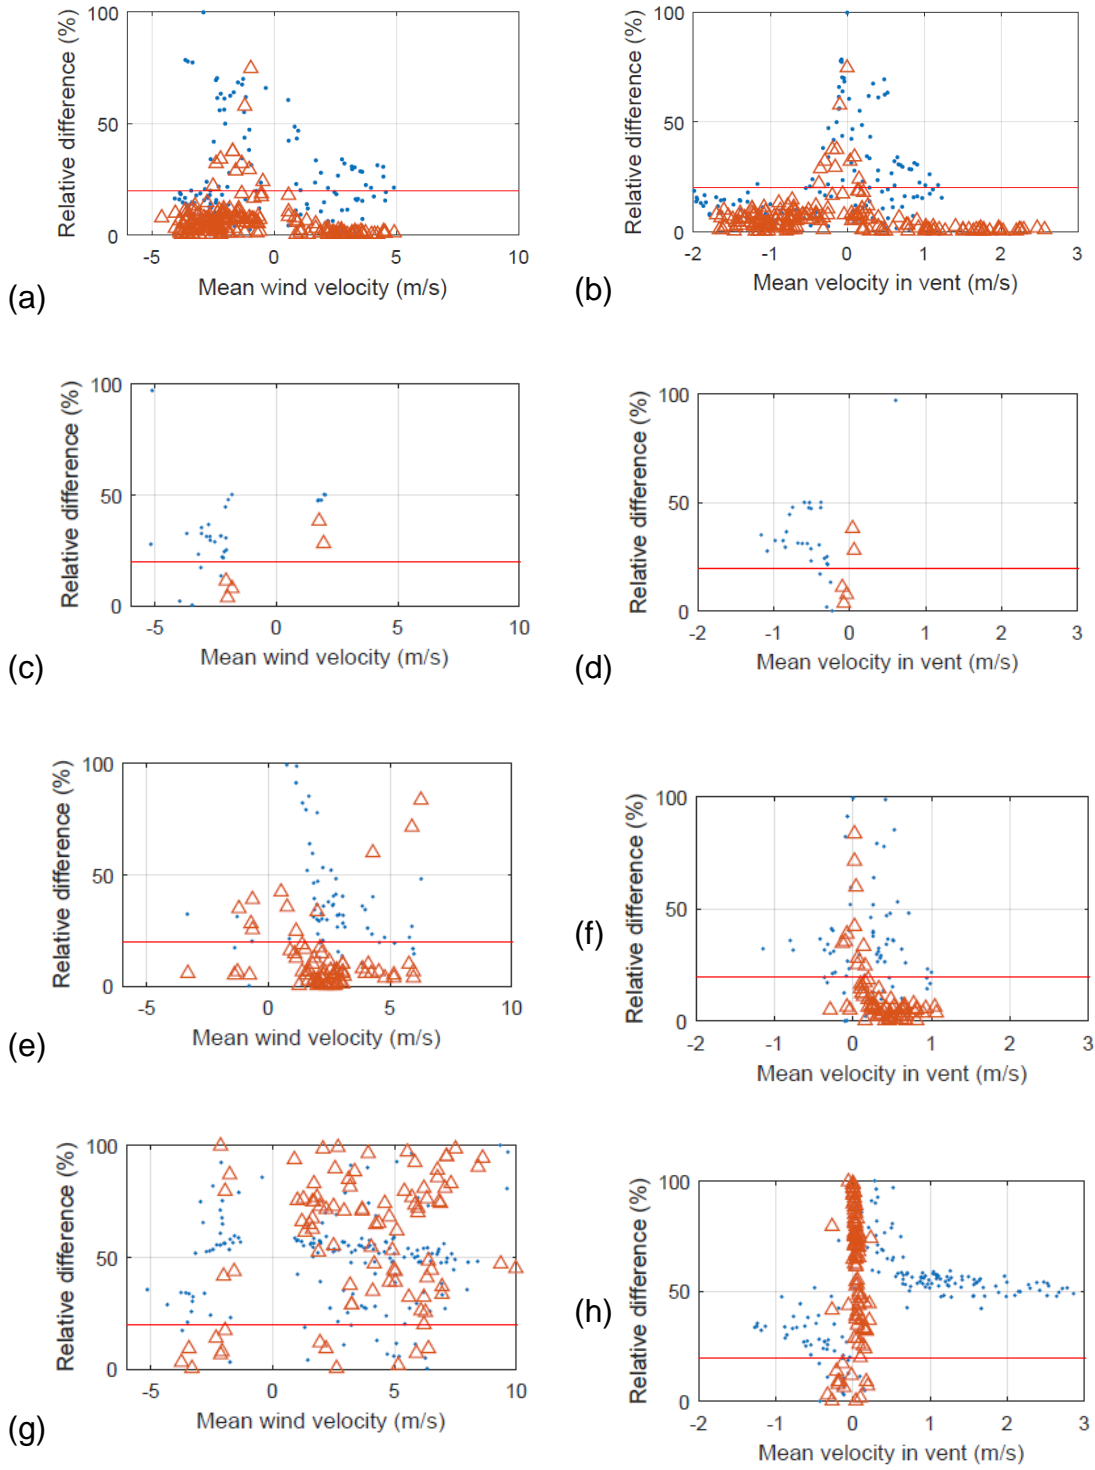 Relative difference (%)
100
50
0
-5
0
5
10
Mean wind velocity (m/s)
(a)
Relative difference (%)
100
50
0
-2
-1
0
1
2
3
Mean velocity in vent (m/s)
(b)
Relative difference (%)
100
50
0
-5
0
5
10
Mean wind velocity (m/s)
(c)
Relative difference (%)
100
50
0
-2
-1
0
1
2
3
Mean velocity in vent (m/s)
(d)
Relative difference (%)
100
50
0
-5
0
5
10
Mean wind velocity (m/s)
(e)
Relative difference (%)
100
50
0
-2
-1
0
1
2
3
Mean velocity in vent (m/s)
(f)
Relative difference (%)
100
50
0
-5
0
5
10
Mean wind velocity (m/s)
(g)
Relative difference (%)
100
50
0
-2
-1
0
1
2
3
Mean velocity in vent (m/s)
(h)